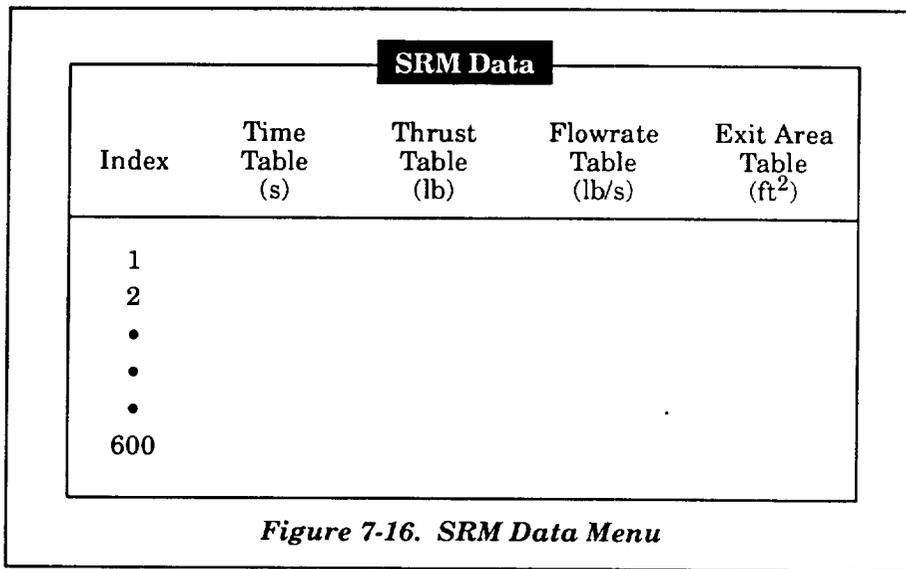 SRM Data
Index Time Table (s) Thrust Table (lb) Flowrate Table (lb/s) Exit Area Table (ft²)
1
2
•
•
•
600
Figure 7-16. SRM Data Menu